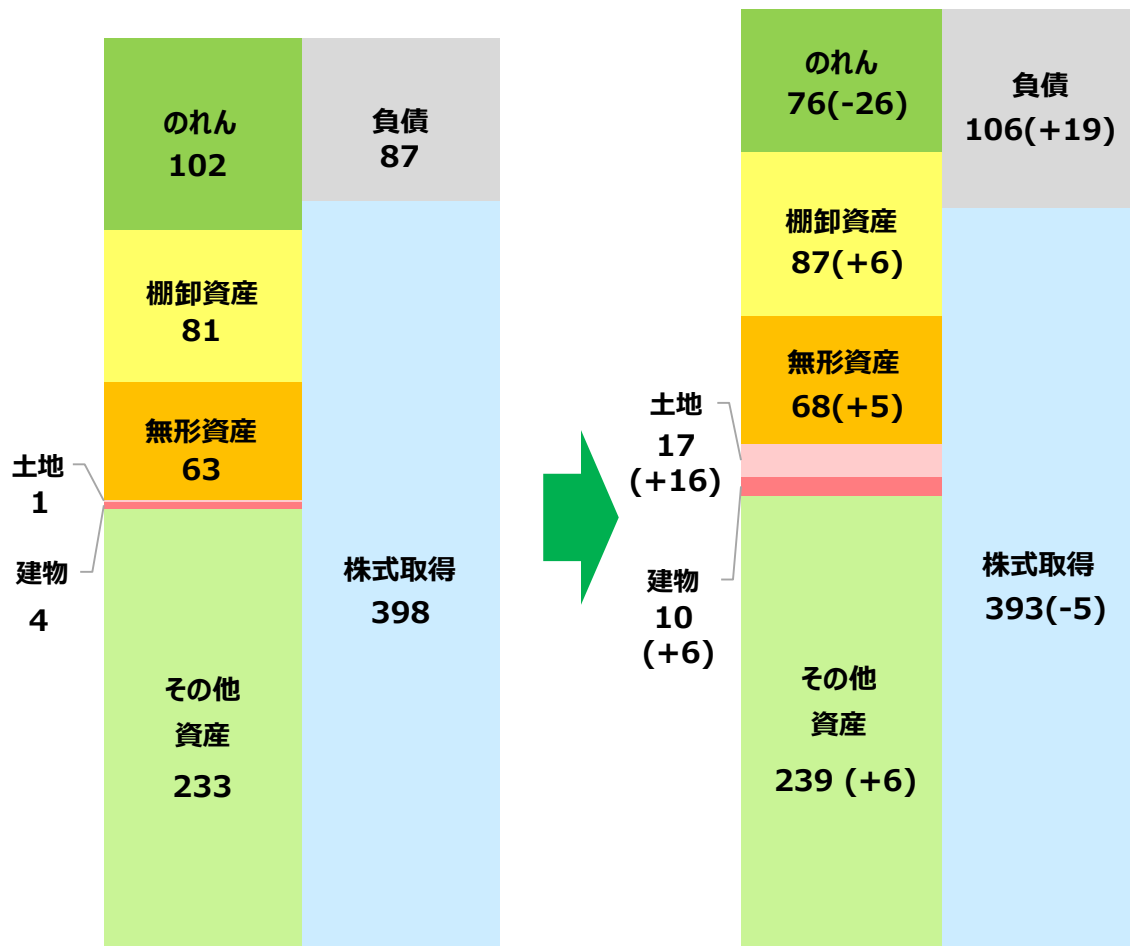 のれん
102
負債
87
棚卸資産
81
無形資産
63
土地
1
建物
4
株式取得
398
その他
資産
233
のれん
76(-26)
負債
106(+19)
棚卸資産
87(+6)
無形資産
68(+5)
土地
17
(+16)
建物
10
(+6)
株式取得
393(-5)
その他
資産
239 (+6)